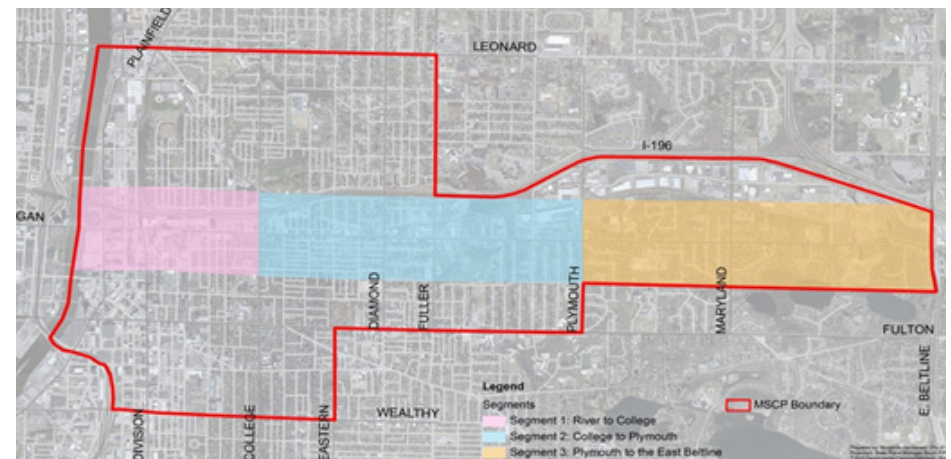 PLAINFIELD
LEONARD
I-196
GAN
DIAMOND
FULLER
PLYMOUTH
MARYLAND
FULTON
E. BELTLINE
DIVISION
COLLEGE
EASTERN
WEALTHY
Legend
Segments
Segment 1: River to College
Segment 2: College to Plymouth
Segment 3: Plymouth to the East Beltline
MSCP Boundary